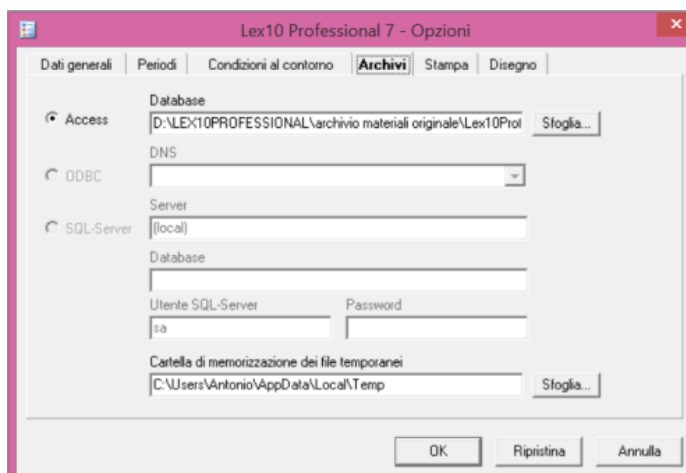 Lex10 Professional 7 - Opzioni
Dati generali Periodi Condizioni al contorno Archivi Stampa Disegno
Database
Access D:\LEX10PROFESSIONAL\archivio materiali originale\Lex10Prof Sfoglia...
DNS
ODBC
Server
SQL-Server (local)
Database
Utente SQL-Server Password
sa
Cartella di memorizzazione dei file temporanei
C:\Users\Antonio\AppData\Local\Temp Sfoglia...
OK Ripristina Annulla